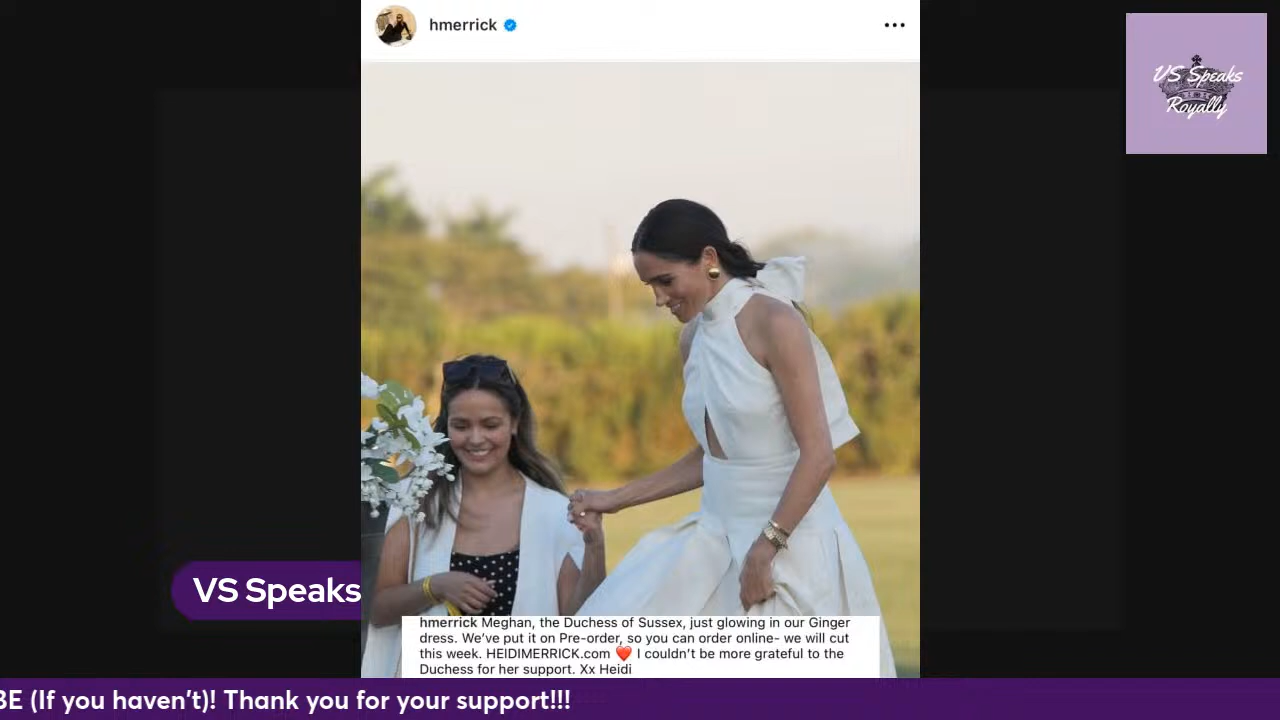 hmerrick
VS Speaks
Royally
VS Speaks
hmerrick Meghan, the Duchess of Sussex, just glowing in our Ginger
dress. We’ve put it on Pre-order, so you can order online- we will cut
this week. HEIDIMERRICK.com ❤️ I couldn’t be more grateful to the
Duchess for her support. Xx Heidi
BE (If you haven’t)! Thank you for your support!!!